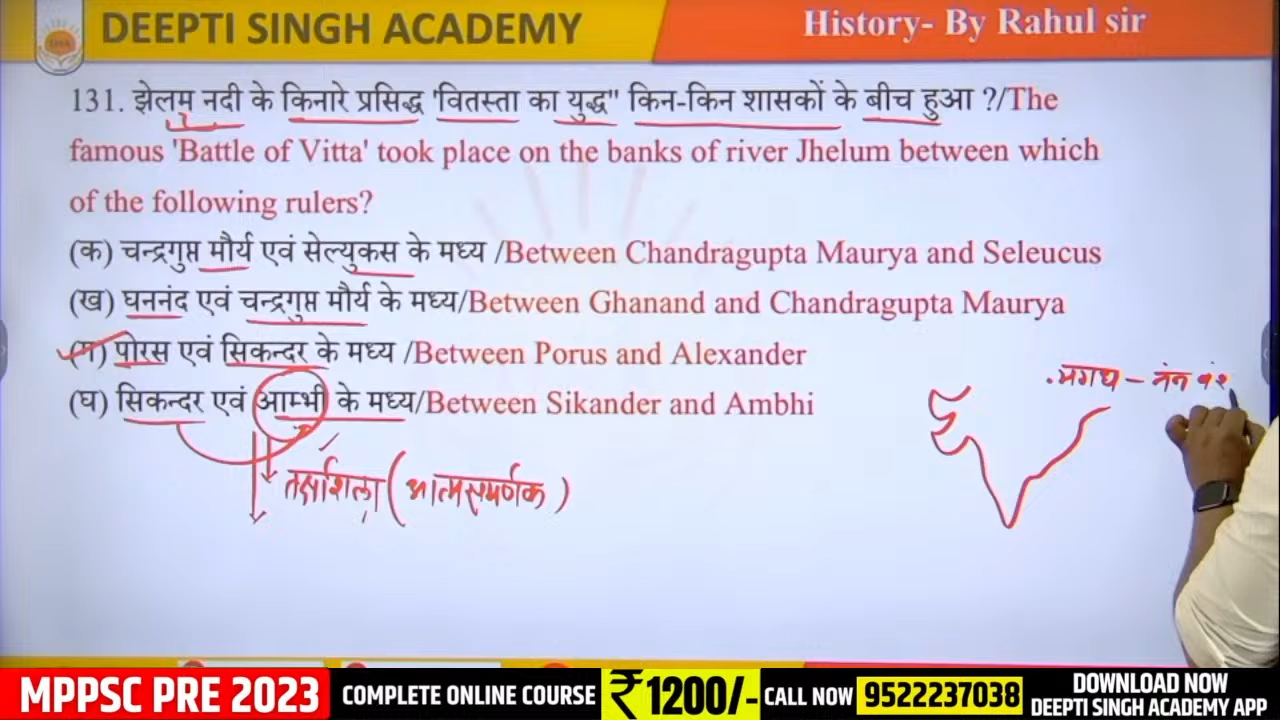 DEEPTI SINGH ACADEMY
History- By Rahul sir
131. झेलम नदी के किनारे प्रसिद्ध 'वितस्ता का युद्ध" किन-किन शासकों के बीच हुआ ?/The
famous 'Battle of Vitta' took place on the banks of river Jhelum between which
of the following rulers?
(क) चन्द्रगुप्त मौर्य एवं सेल्युकस के मध्य /Between Chandragupta Maurya and Seleucus
(ख) घननंद एवं चन्द्रगुप्त मौर्य के मध्य/Between Ghanand and Chandragupta Maurya
(ग) पोरस एवं सिकन्दर के मध्य /Between Porus and Alexander
(घ) सिकन्दर एवं आम्भी के मध्य/Between Sikander and Ambhi
मगध – नंद वं
तक्षशिला (आत्मसमर्पण)
MPPSC PRE 2023
COMPLETE ONLINE COURSE
₹1200/-
CALL NOW
9522237038
DOWNLOAD NOW
DEEPTI SINGH ACADEMY APP